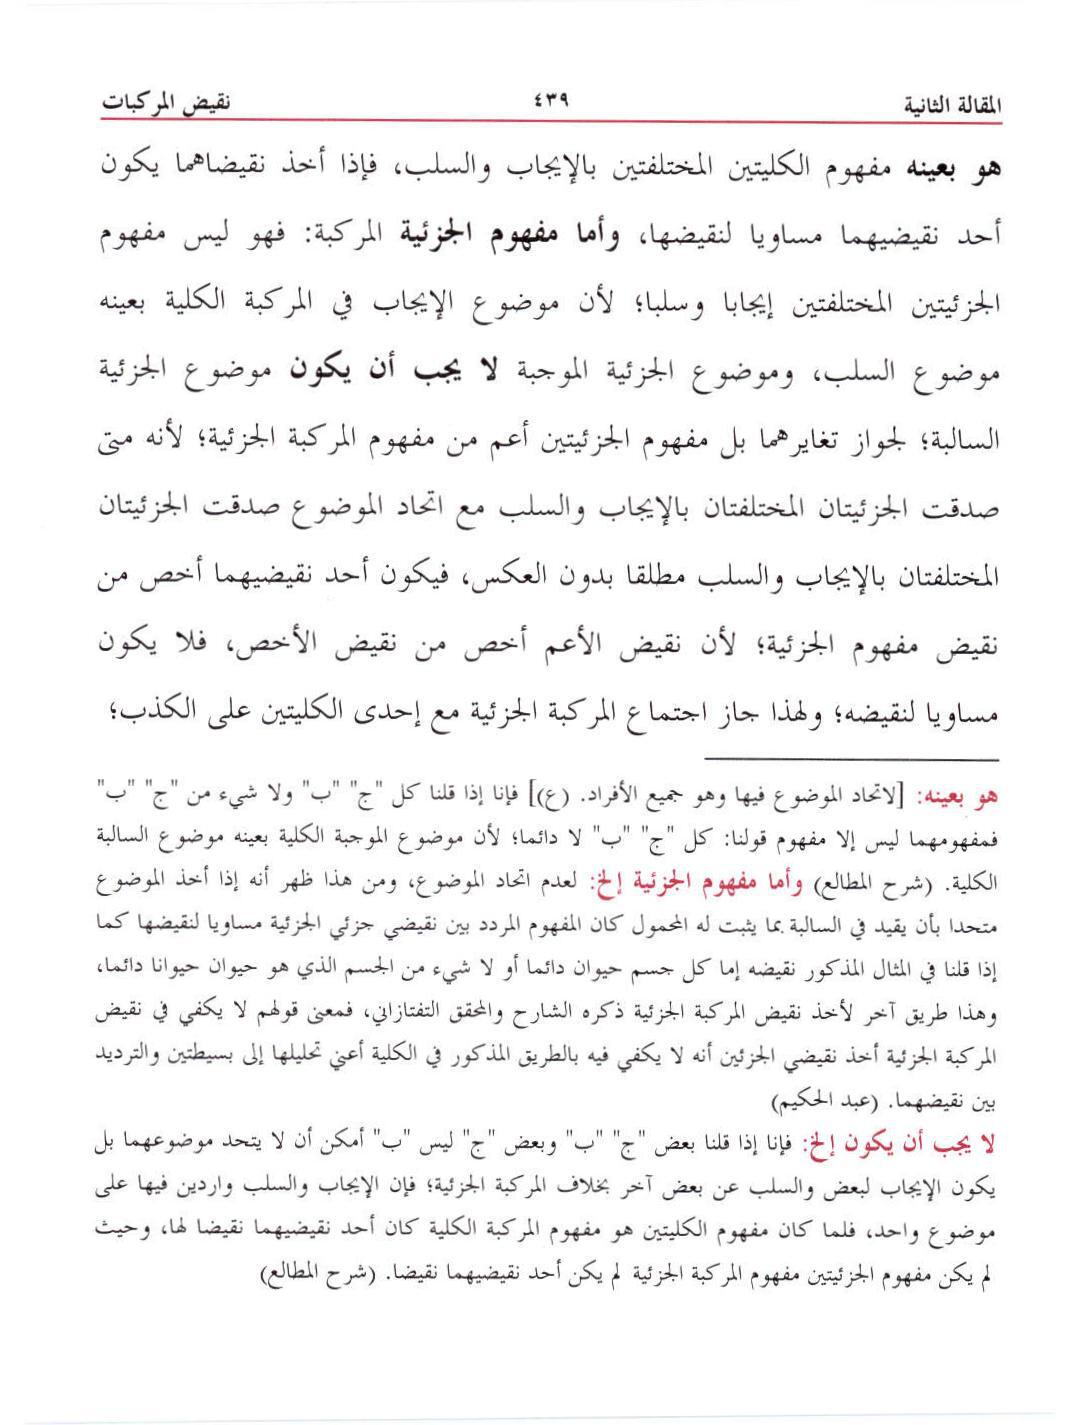 المقالة الثانية ٤٣٩ نقيض المركبات
هو بعينه مفهوم الكليتين المختلفتين بالإيجاب والسلب، فإذا أخذ نقيضاهما يكون
أحد نقيضيهما مساويا لنقيضها، وأما مفهوم الجزئية المركبة: فهو ليس مفهوم
الجزئيتين المختلفتين إيجابا وسلبا؛ لأن موضوع الإيجاب في المركبة الكلية بعينه
موضوع السلب، وموضوع الجزئية الموجبة لا يجب أن يكون موضوع الجزئية
السالبة؛ لجواز تغايرهما بل مفهوم الجزئيتين أعم من مفهوم المركبة الجزئية؛ لأنه متى
صدقت الجزئيتان المختلفتان بالإيجاب والسلب مع اتحاد الموضوع صدقت الجزئيتان
المختلفتان بالإيجاب والسلب مطلقا بدون العكس، فيكون أحد نقيضيهما أخص من
نقيض مفهوم الجزئية؛ لأن نقيض الأعم أخص من نقيض الأخص، فلا يكون
مساويا لنقيضه؛ ولهذا جاز اجتماع المركبة الجزئية مع إحدى الكليتين على الكذب؛
هو بعينه: [لاتحاد الموضوع فيها وهو جميع الأفراد. (ع)] فإنا إذا قلنا كل "ج" "ب" ولا شيء من "ج" "ب"
فمفهومهما ليس إلا مفهوم قولنا: كل "ج" "ب" لا دائما؛ لأن موضوع الموجبة الكلية بعينه موضوع السالبة
الكلية. (شرح المطالع) وأما مفهوم الجزئية إلخ: لعدم اتحاد الموضوع، ومن هذا ظهر أنه إذا أخذ الموضوع
متحدا بأن يقيد في السالبة بما يثبت له المحمول كان المفهوم المردد بين نقيضي جزئي الجزئية مساويا لنقيضها كما
إذا قلنا في المثال المذكور نقيضه إما كل جسم حيوان دائما أو لا شيء من الجسم الذي هو حيوان حيوانا دائما،
وهذا طريق آخر لأخذ نقيض المركبة الجزئية ذكره الشارح والمحقق التفتازاني، فمعنى قولهم لا يكفي في نقيض
المركبة الجزئية أخذ نقيضي الجزئين أنه لا يكفي فيه بالطريق المذكور في الكلية أعني تحليلها إلى بسيطتين والترديد
بين نقيضهما. (عبد الحكيم)
لا يجب أن يكون إلخ: فإنا إذا قلنا بعض "ج" "ب" وبعض "ج" ليس "ب" أمكن أن لا يتحد موضوعهما بل
يكون الإيجاب لبعض والسلب عن بعض آخر بخلاف المركبة الجزئية؛ فإن الإيجاب والسلب واردين فيها على
موضوع واحد، فلما كان مفهوم الكليتين هو مفهوم المركبة الكلية كان أحد نقيضيهما نقيضا لها، وحيث
لم يكن مفهوم الجزئيتين مفهوم المركبة الجزئية لم يكن أحد نقيضيهما نقيضا. (شرح المطالع)